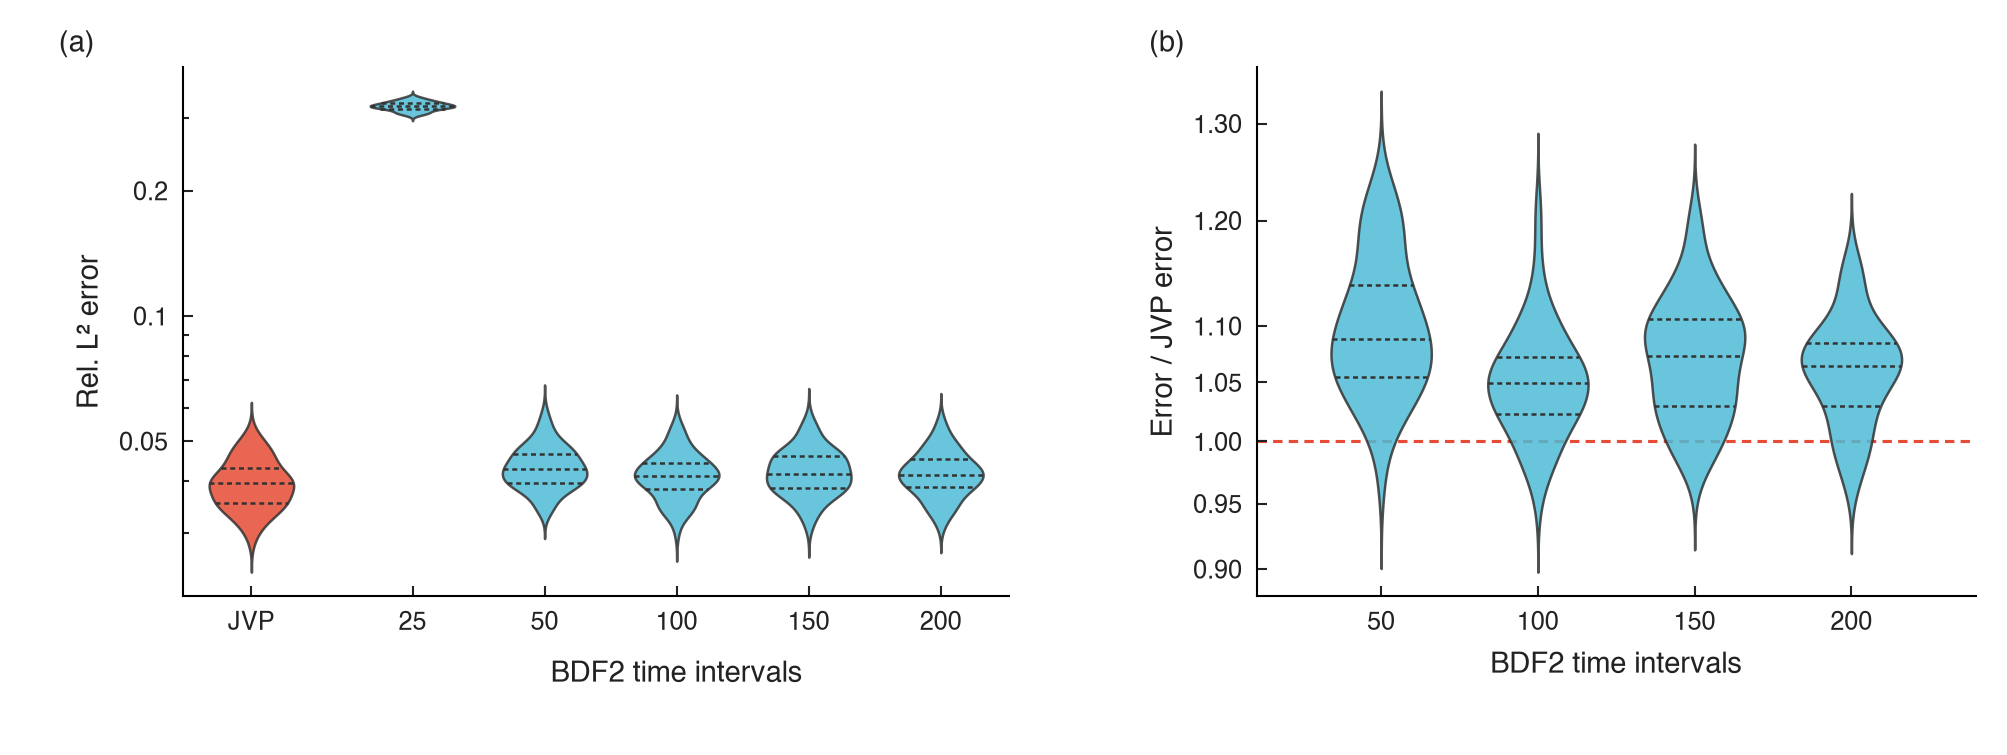 (a)
Rel. L² error
0.2
0.1
0.05
JVP 25 50 100 150 200
BDF2 time intervals
(b)
Error / JVP error
1.30
1.20
1.10
1.05
1.00
0.95
0.90
50 100 150 200
BDF2 time intervals